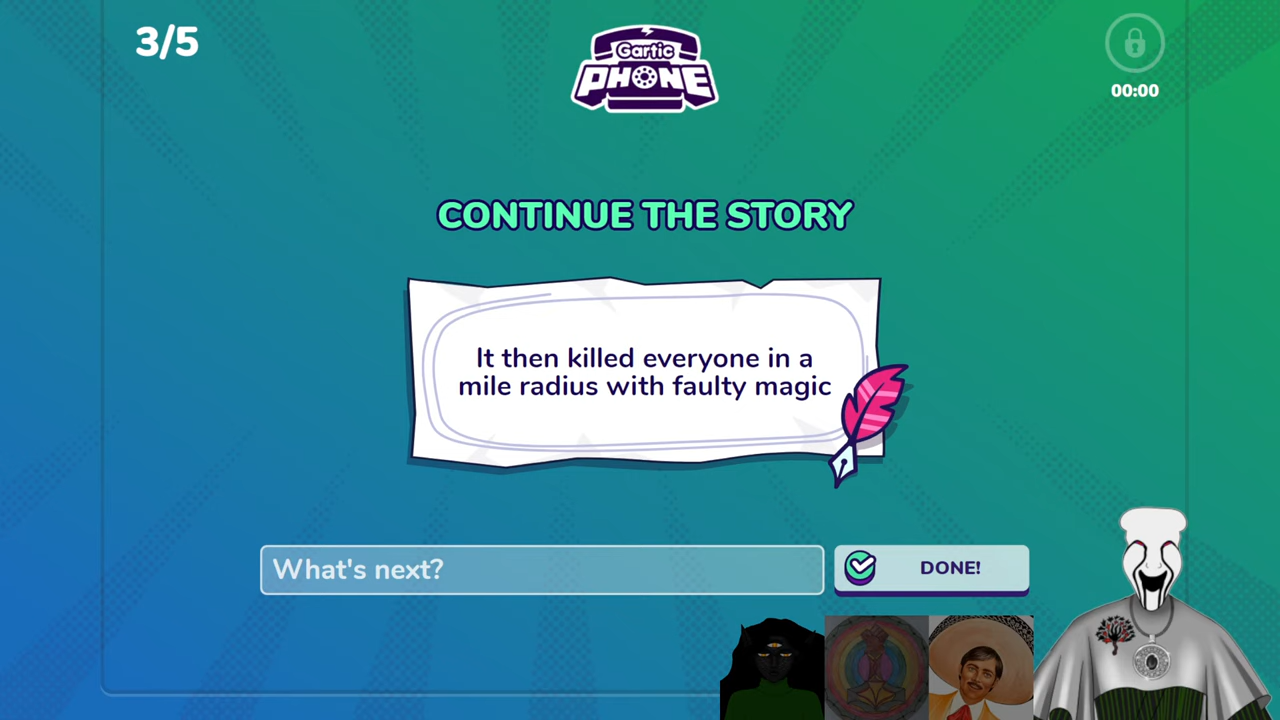 3/5
Gartic
PHONE
00:00
CONTINUE THE STORY
It then killed everyone in a
mile radius with faulty magic
What's next?
DONE!